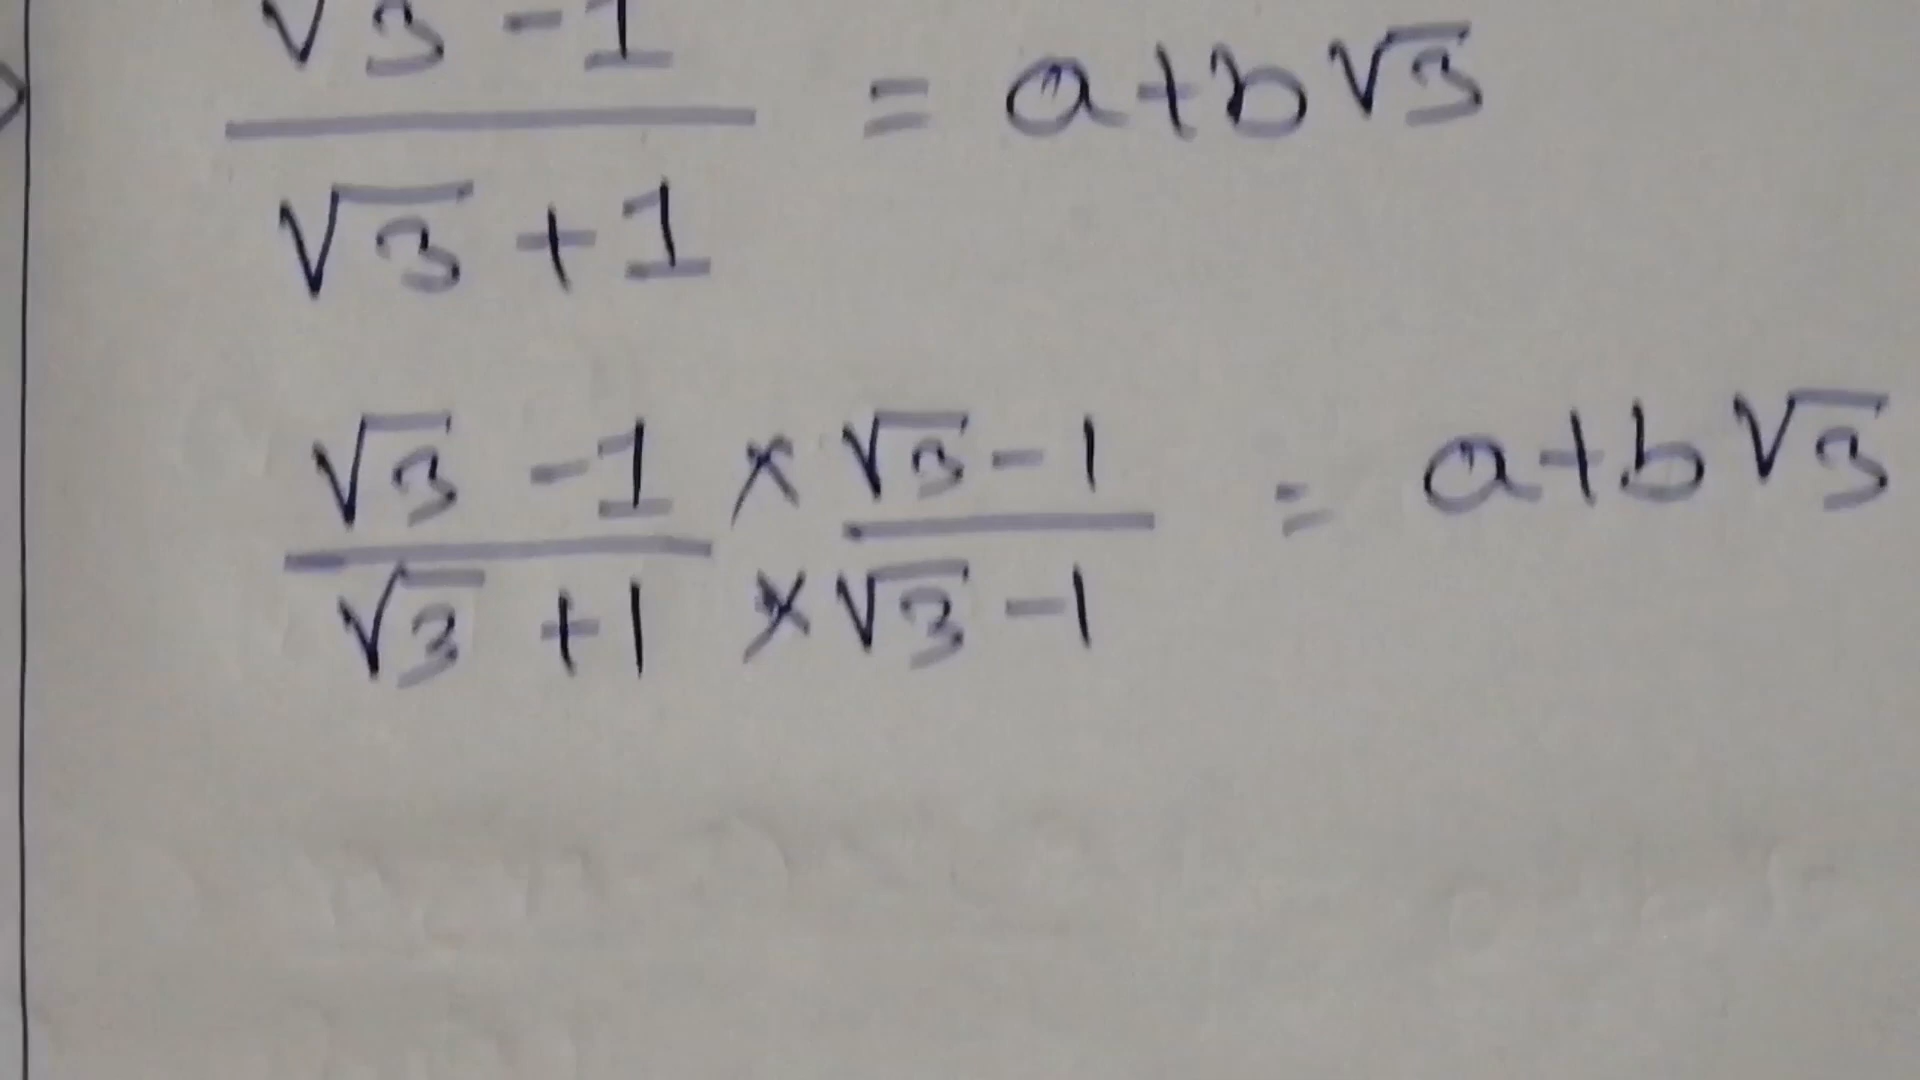 √3 - 1 / √3 + 1 = a + b√3
√3 - 1 / √3 + 1 × √3 - 1 / × √3 - 1 = a + b√3